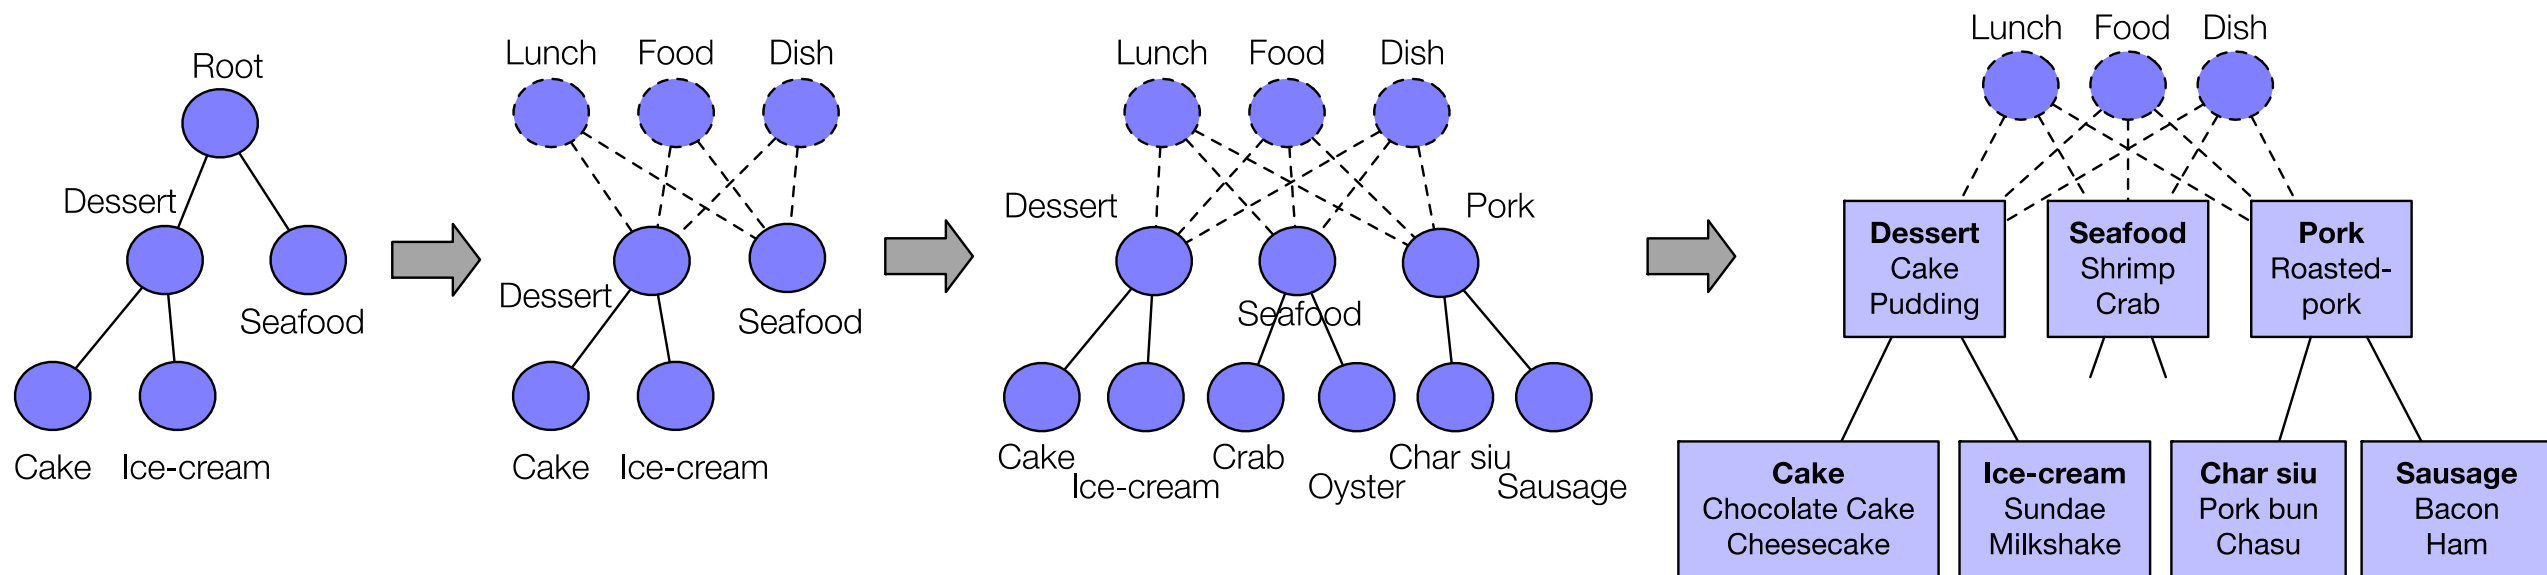 Root
Dessert
Seafood
Cake
Ice-cream
Lunch
Food
Dish
Dessert
Seafood
Cake
Ice-cream
Lunch
Food
Dish
Dessert
Pork
Seafood
Cake
Ice-cream
Crab
Oyster
Char siu
Sausage
Lunch
Food
Dish
Dessert
Cake
Pudding
Seafood
Shrimp
Crab
Pork
Roasted-
pork
Cake
Chocolate Cake
Cheesecake
Ice-cream
Sundae
Milkshake
Char siu
Pork bun
Chasu
Sausage
Bacon
Ham